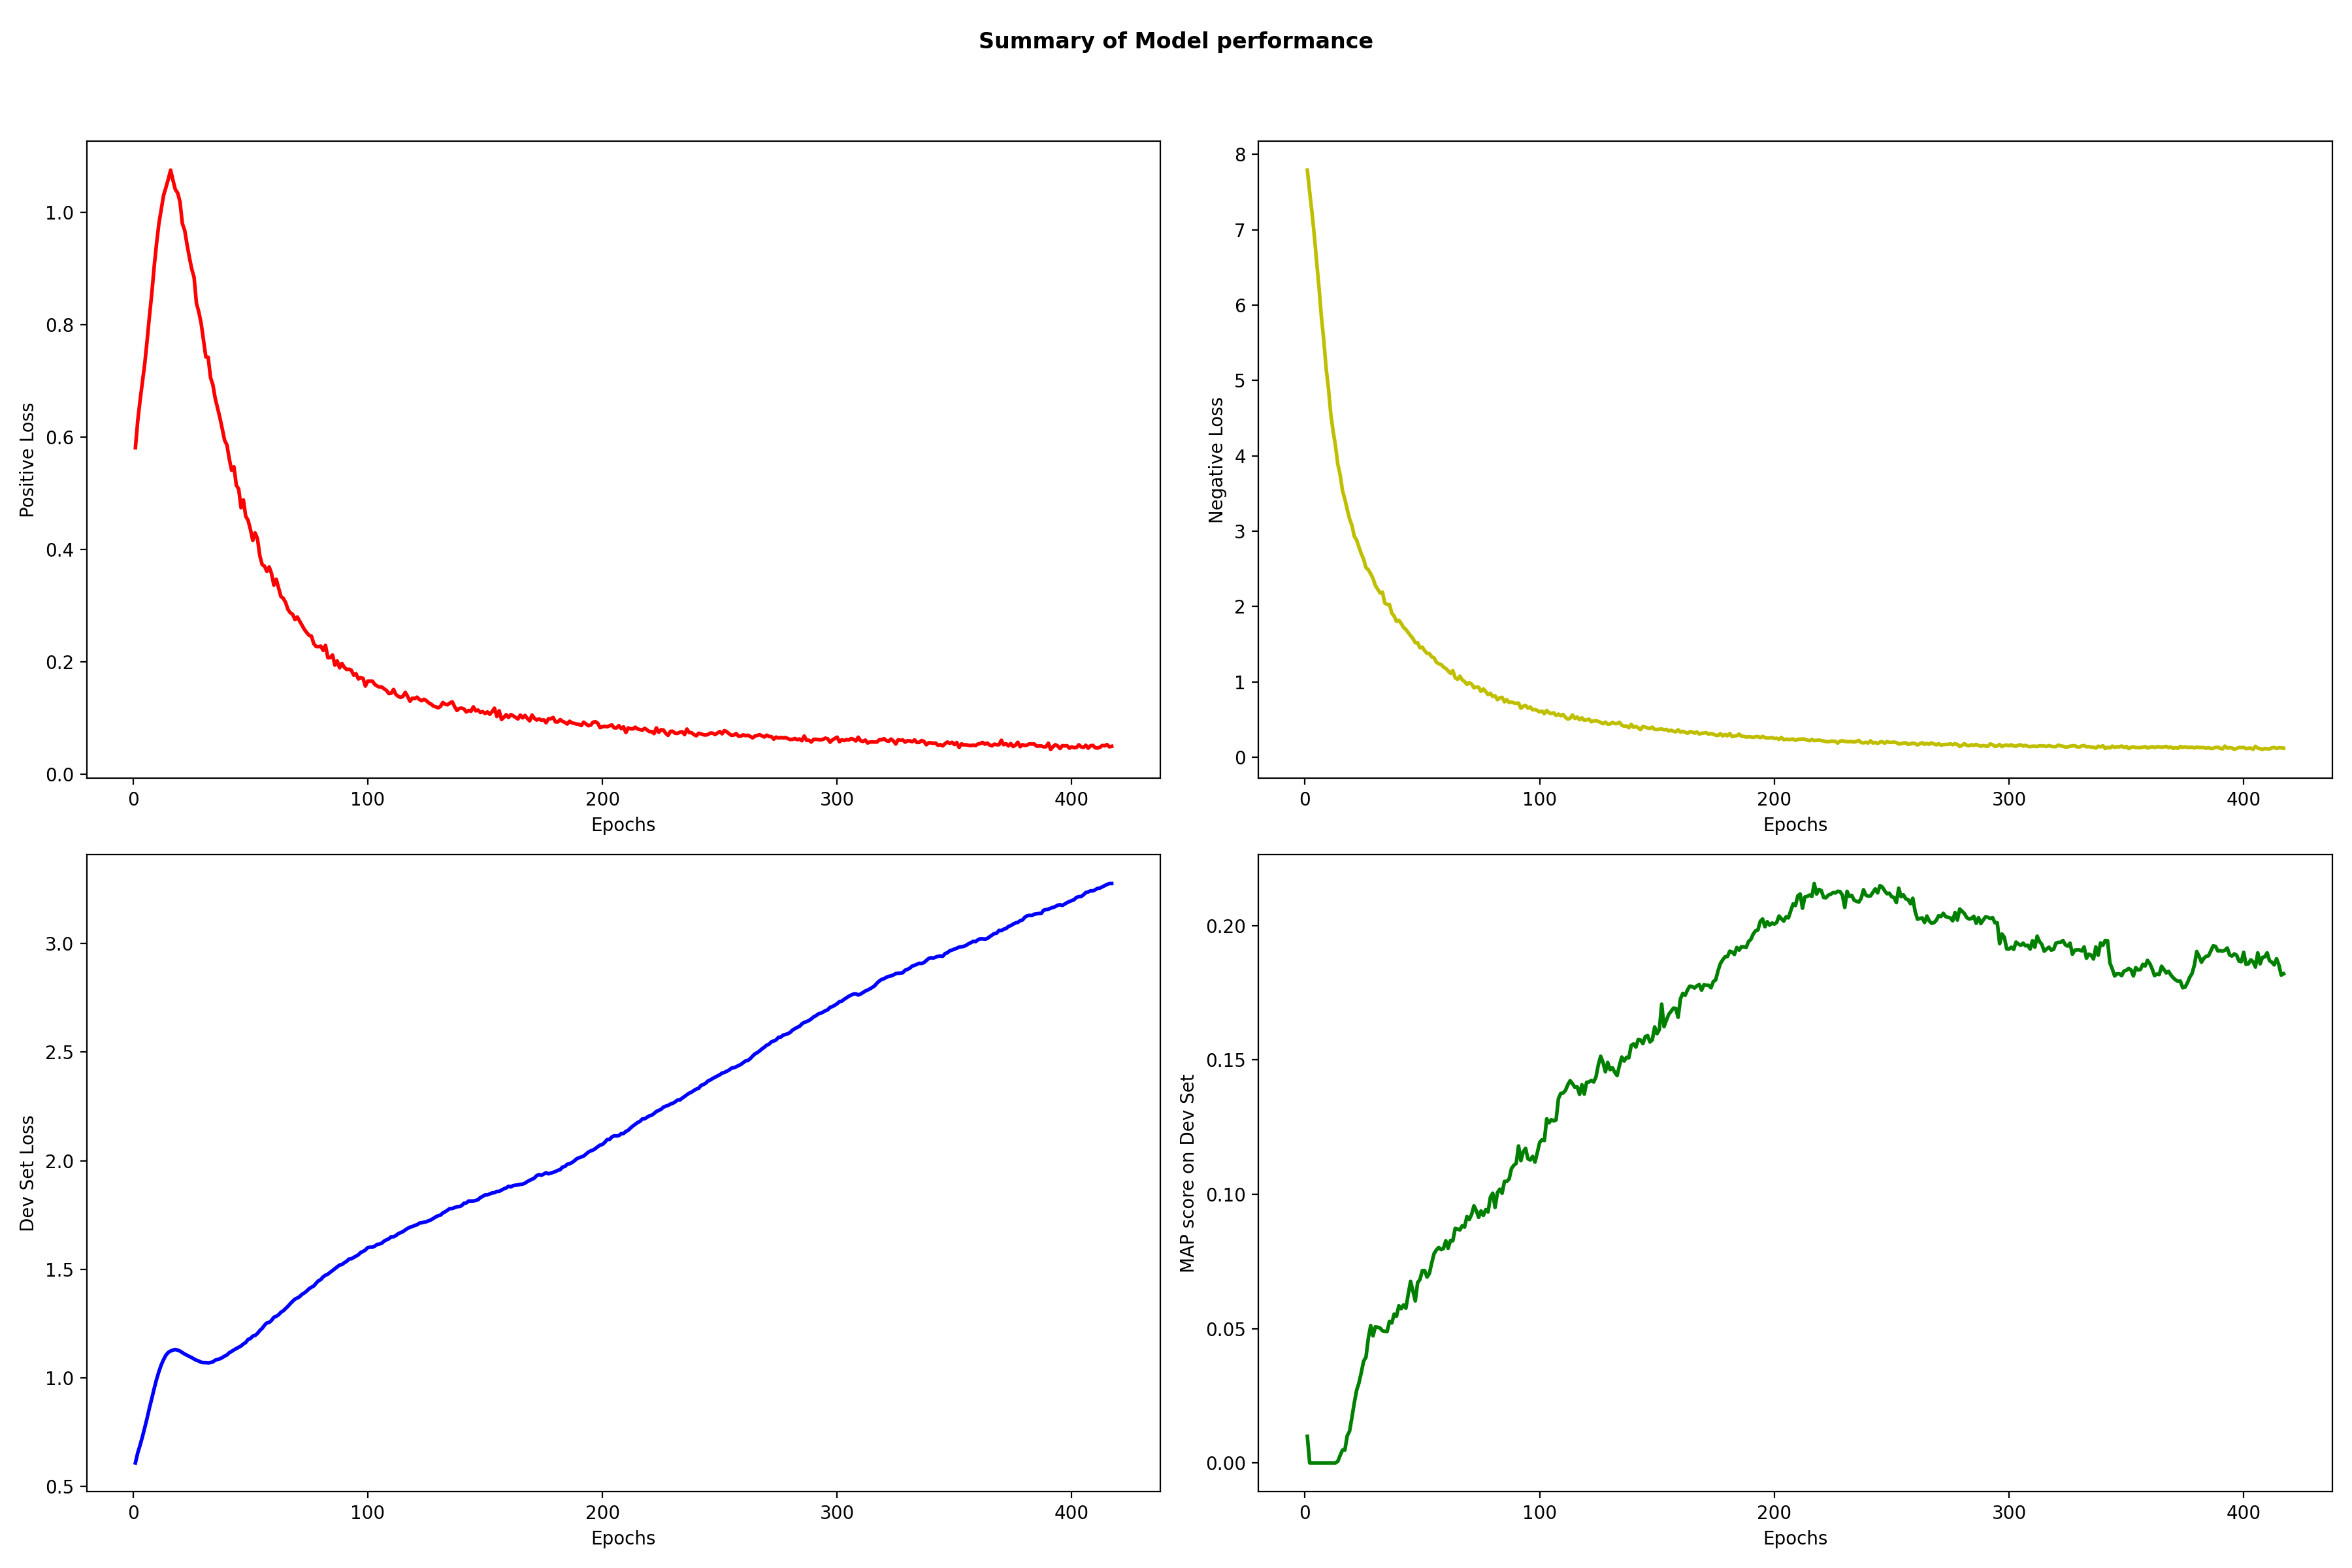 Summary of Model performance
1.0
0.8
0.6
0.4
0.2
0.0
Positive Loss
0 100 200 300 400
Epochs
8
7
6
5
4
3
2
1
0
Negative Loss
0 100 200 300 400
Epochs
3.0
2.5
2.0
1.5
1.0
0.5
Dev Set Loss
0 100 200 300 400
Epochs
0.20
0.15
0.10
0.05
0.00
MAP score on Dev Set
0 100 200 300 400
Epochs